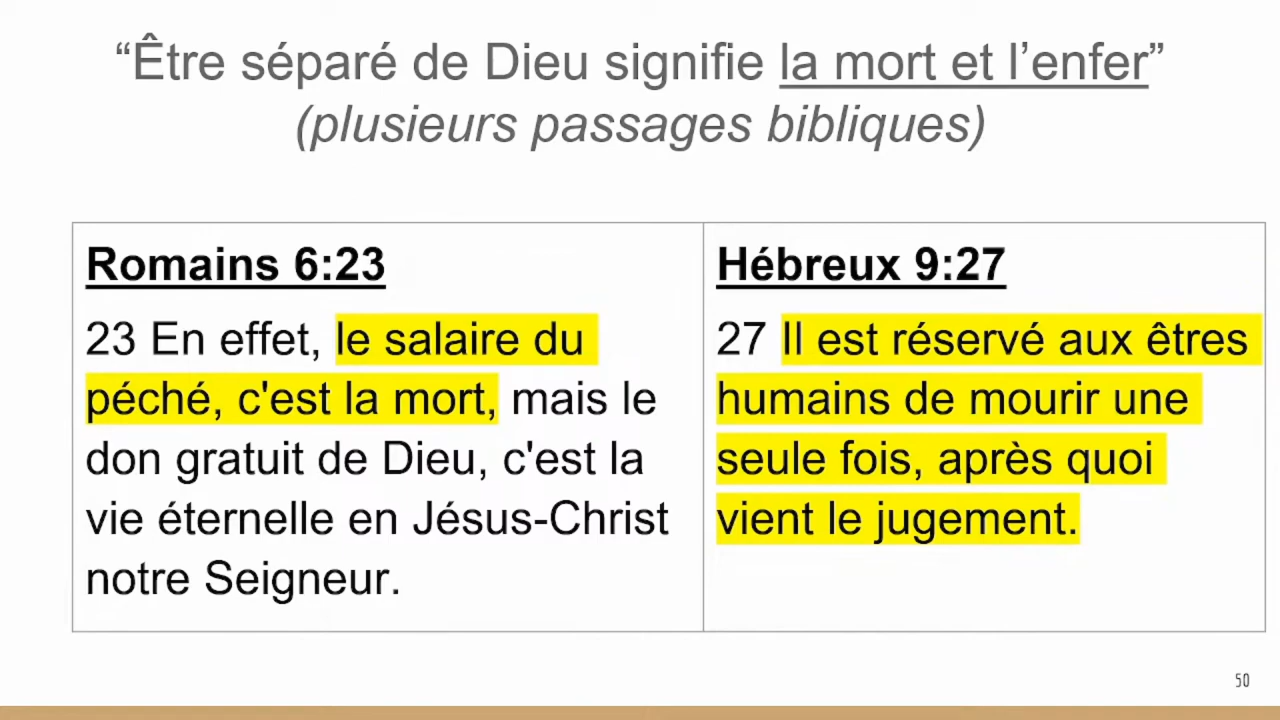 “Être séparé de Dieu signifie la mort et l’enfer”
(plusieurs passages bibliques)
Romains 6:23
23 En effet, le salaire du
péché, c'est la mort, mais le
don gratuit de Dieu, c'est la
vie éternelle en Jésus-Christ
notre Seigneur.
Hébreux 9:27
27 Il est réservé aux êtres
humains de mourir une
seule fois, après quoi
vient le jugement.
50